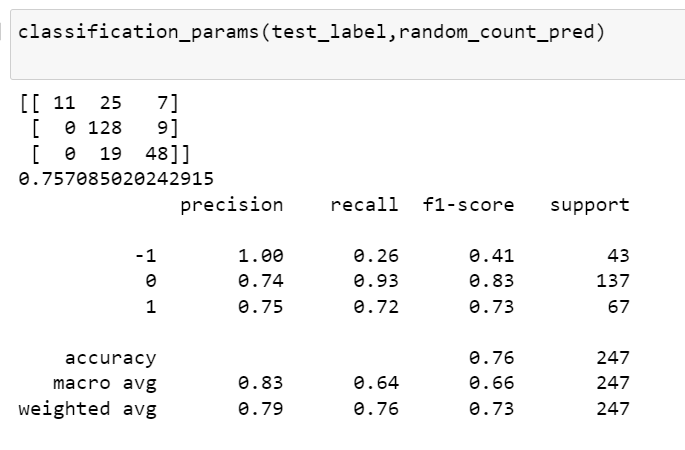 classification_params(test_label,random_count_pred)
[[ 11  25   7]
 [  0 128   9]
 [  0  19  48]]
0.757085020242915
              precision    recall  f1-score   support

          -1       1.00      0.26      0.41        43
           0       0.74      0.93      0.83       137
           1       0.75      0.72      0.73        67

    accuracy                           0.76       247
   macro avg       0.83      0.64      0.66       247
weighted avg       0.79      0.76      0.73       247